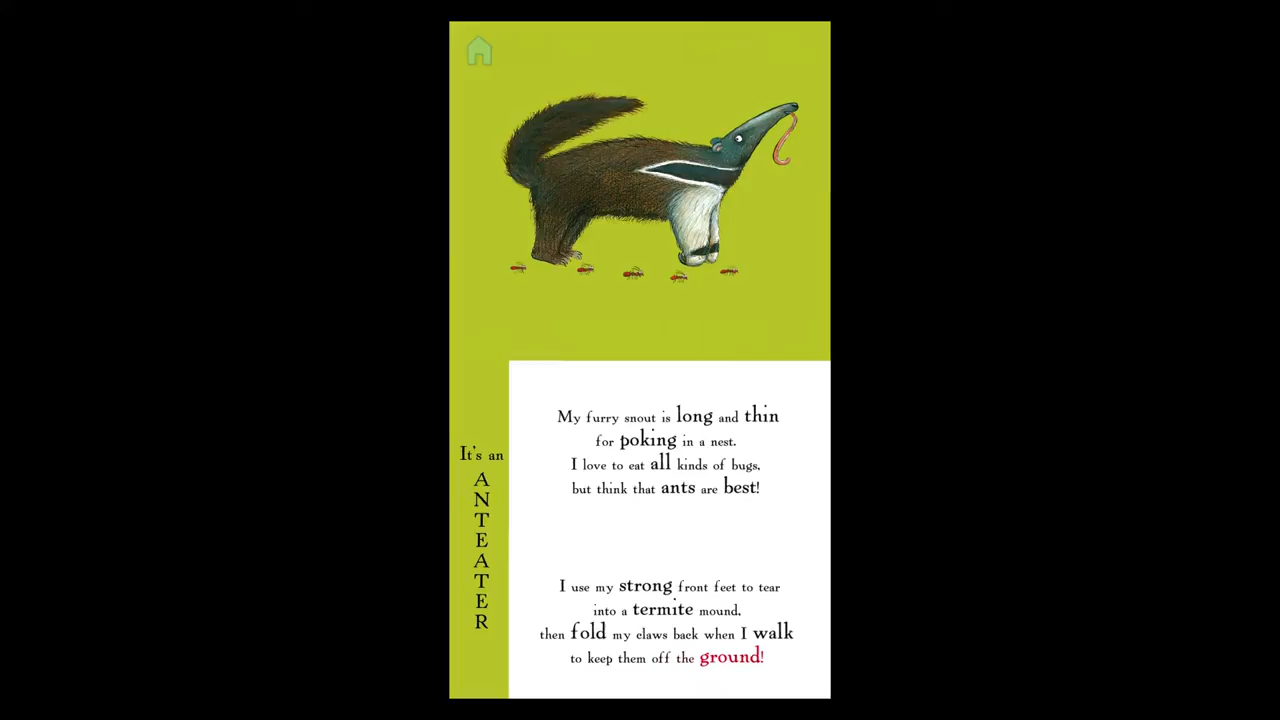 My furry snout is long and thin
for poking in a nest.
I love to eat all kinds of bugs,
but think that ants are best!
It's an
ANTEATER
I use my strong front feet to tear
into a termite mound,
then fold my claws back when I walk
to keep them off the ground!